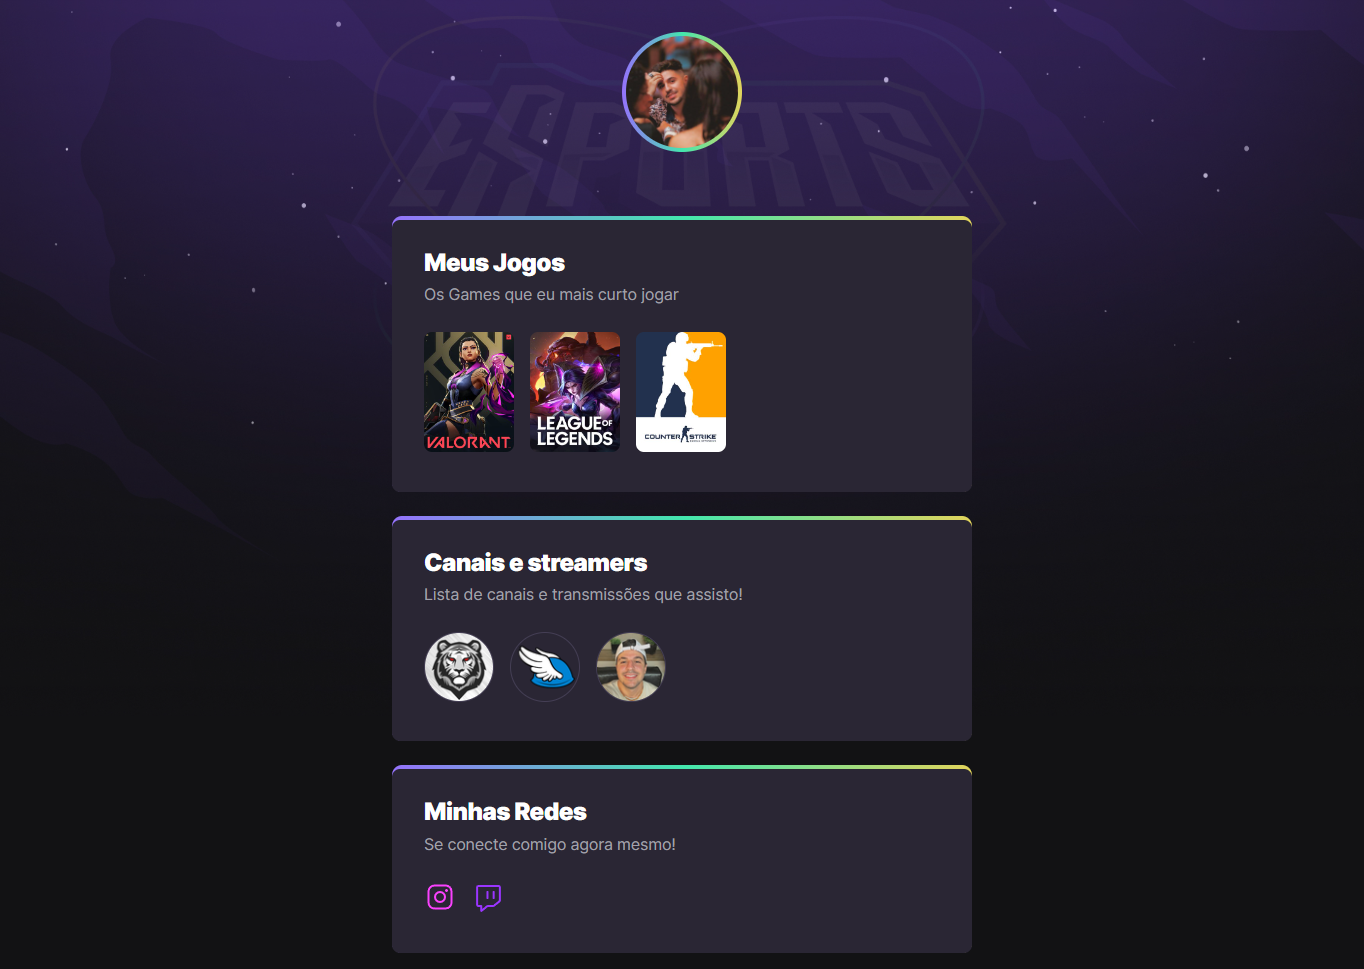 ESPORTS
Meus Jogos
Os Games que eu mais curto jogar
VALORANT
LEAGUE OF
LEGENDS
COUNTER STRIKE
Canais e streamers
Lista de canais e transmissões que assisto!
Minhas Redes
Se conecte comigo agora mesmo!